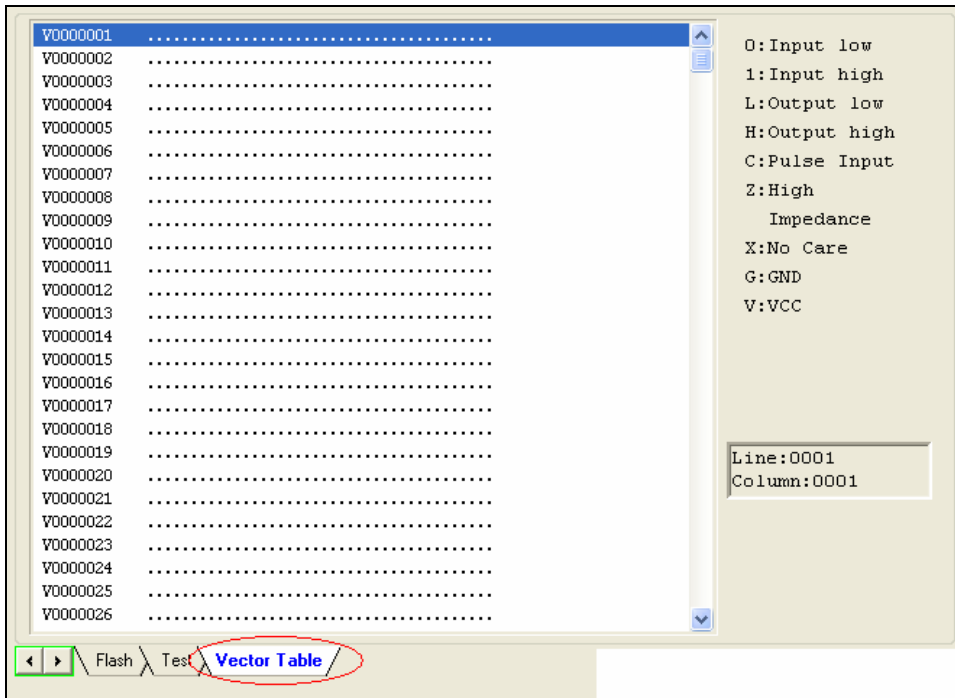 V0000001 ........................................
V0000002 ........................................
V0000003 ........................................
V0000004 ........................................
V0000005 ........................................
V0000006 ........................................
V0000007 ........................................
V0000008 ........................................
V0000009 ........................................
V0000010 ........................................
V0000011 ........................................
V0000012 ........................................
V0000013 ........................................
V0000014 ........................................
V0000015 ........................................
V0000016 ........................................
V0000017 ........................................
V0000018 ........................................
V0000019 ........................................
V0000020 ........................................
V0000021 ........................................
V0000022 ........................................
V0000023 ........................................
V0000024 ........................................
V0000025 ........................................
V0000026 ........................................
0:Input low
1:Input high
L:Output low
H:Output high
C:Pulse Input
Z:High
Impedance
X:No Care
G:GND
V:VCC
Line:0001
Column:0001
Flash Test Vector Table